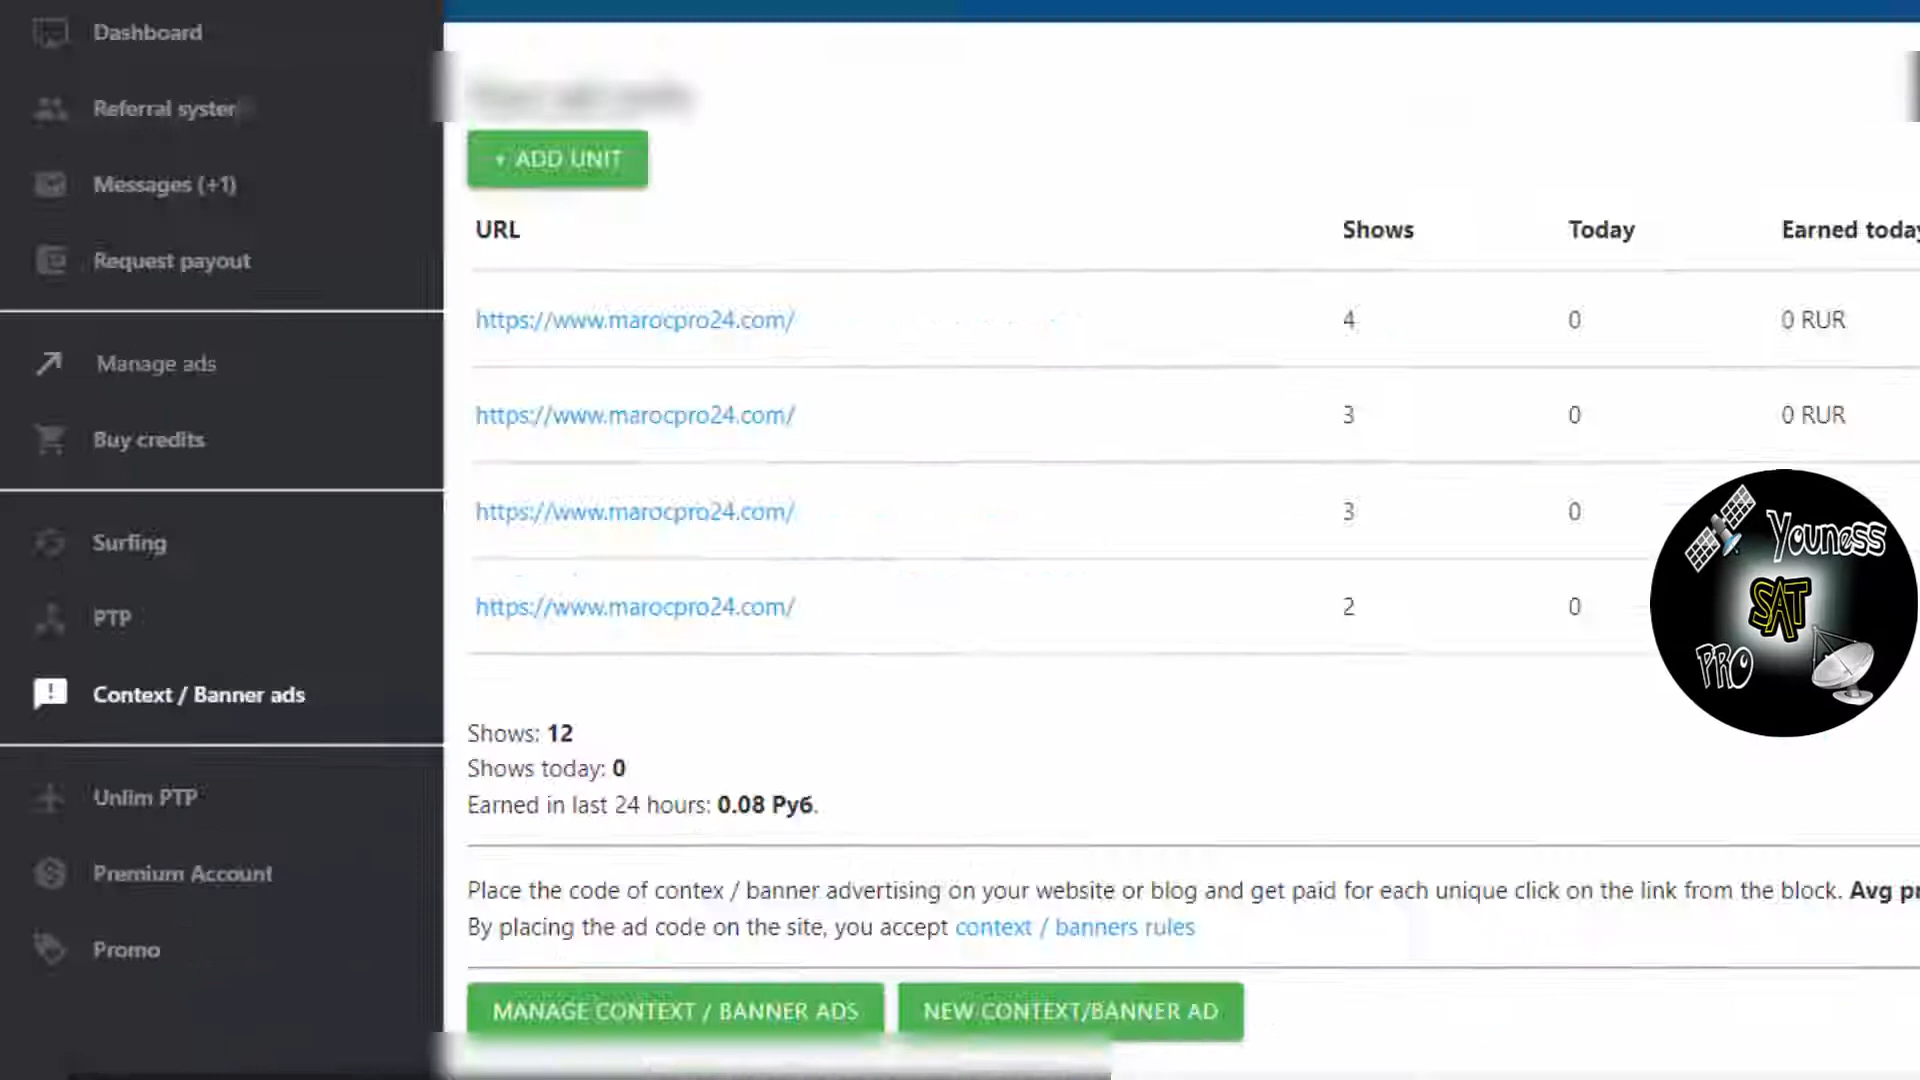 Dashboard
Referral system
Messages (+1)
Request payout
Manage ads
Buy credits
Surfing
PTP
Context / Banner ads
Unlim PTP
Premium Account
Promo
+ ADD UNIT
URL Shows Today Earned today
https://www.marocpro24.com/ 4 0 0 RUR
https://www.marocpro24.com/ 3 0 0 RUR
https://www.marocpro24.com/ 3 0
https://www.marocpro24.com/ 2 0
Youness
SAT
PRO
Shows: 12
Shows today: 0
Earned in last 24 hours: 0.08 Руб.
Place the code of contex / banner advertising on your website or blog and get paid for each unique click on the link from the block. Avg
By placing the ad code on the site, you accept context / banners rules
MANAGE CONTEXT / BANNER ADS
NEW CONTEXT/BANNER AD